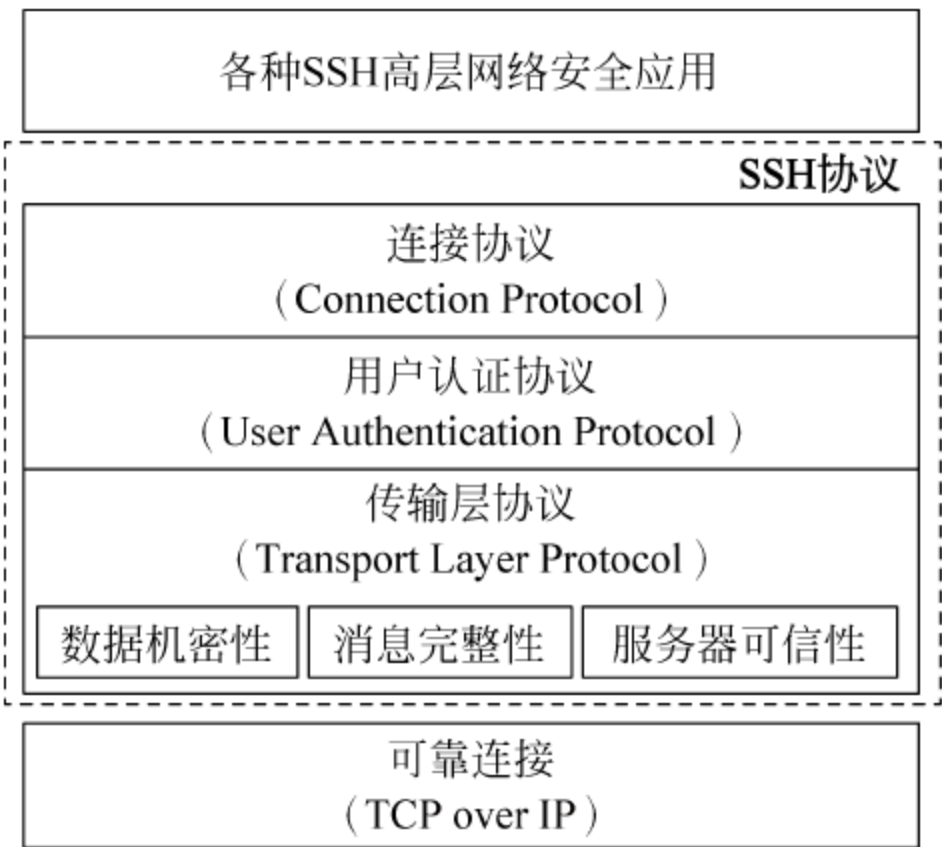 各种SSH高层网络安全应用
SSH协议
连接协议
（Connection Protocol）
用户认证协议
（User Authentication Protocol）
传输层协议
（Transport Layer Protocol）
数据机密性 消息完整性 服务器可信性
可靠连接
（TCP over IP）